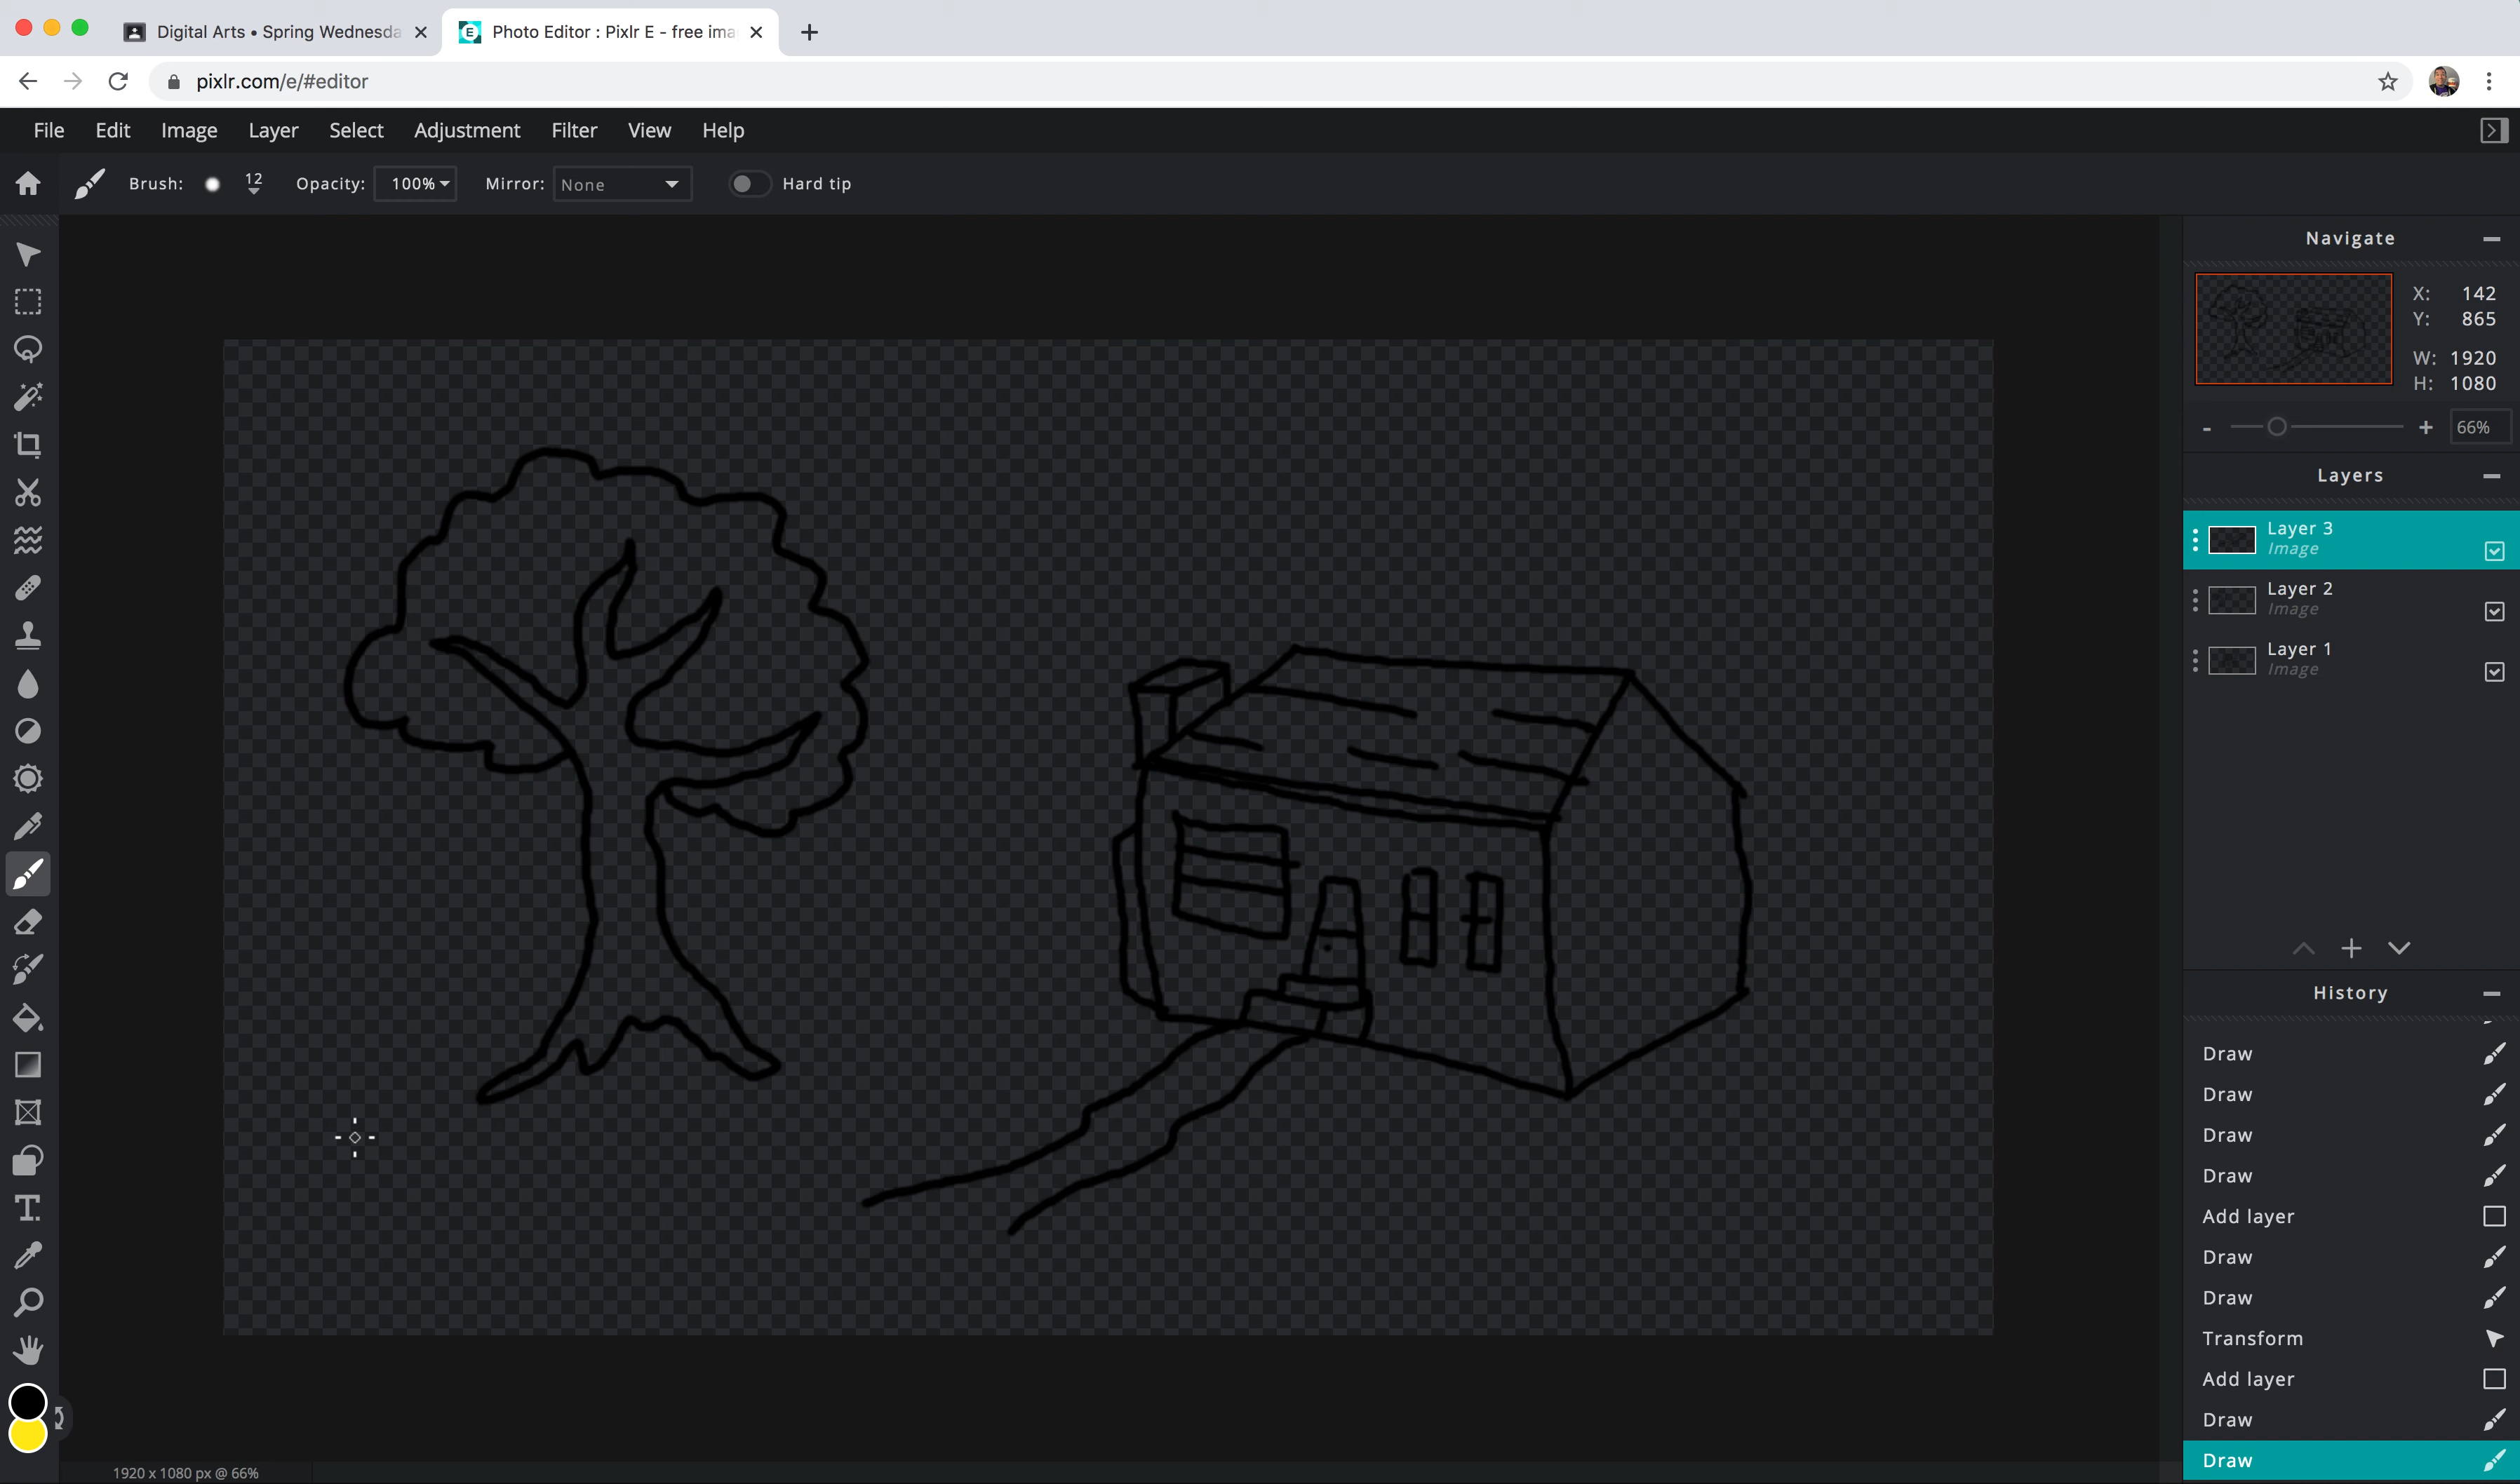 Digital Arts • Spring Wednesda
Photo Editor : Pixlr E - free ima
pixlr.com/e/#editor
File Edit Image Layer Select Adjustment Filter View Help
Brush: 12 Opacity: 100% Mirror: None Hard tip
Navigate
X: 142
Y: 865
W: 1920
H: 1080
- + 66%
Layers
Layer 3
Image
Layer 2
Image
Layer 1
Image
History
Draw
Draw
Draw
Draw
Add layer
Draw
Draw
Transform
Add layer
Draw
Draw
1920 x 1080 px @ 66%